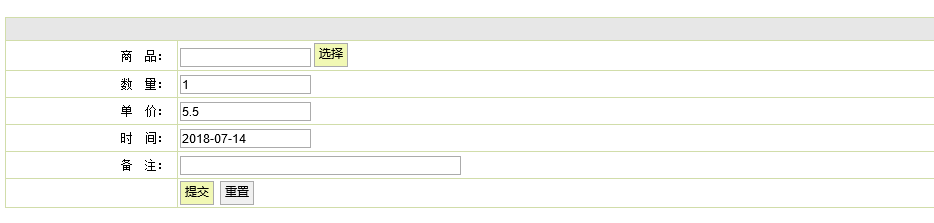 商 品： 选择
数 量： 1
单 价： 5.5
时 间： 2018-07-14
备 注：
提交 重置